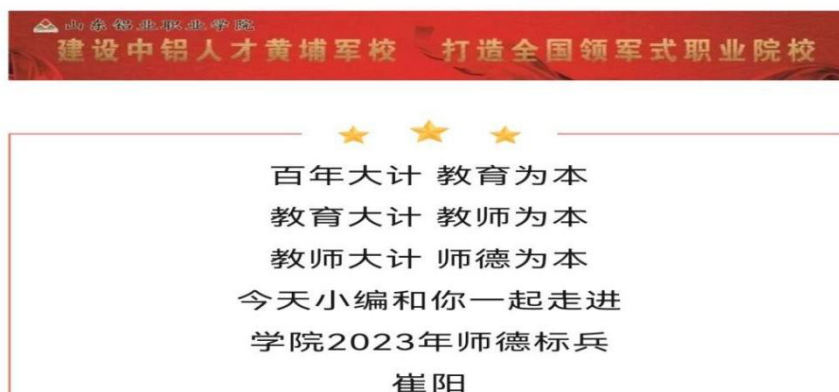 山东铝业职业学院
建设中铝人才黄埔军校 打造全国领军式职业院校
百年大计 教育为本
教育大计 教师为本
教师大计 师德为本
今天小编和你一起走进
学院2023年师德标兵
崔阳